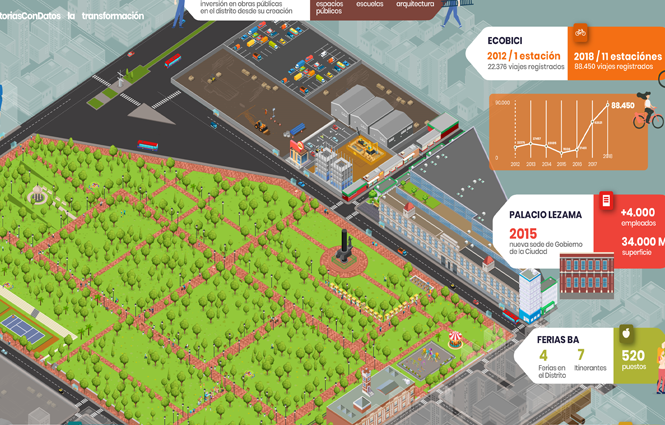 toriasConDatos la transformación
inversión en obras públicas
en el distrito desde su creación
espacios escuelas arquitectura
públicos
ECOBICI
2012 / 1 estación
22.376 viajes registrados
2018 / 11 estaciónes
88.450 viajes registrados
90,000
88.450
0
2012 2013 2014 2015 2016 2017 2018
PALACIO LEZAMA
2015
nueva sede de Gobierno
de la Ciudad
+4.000
empleados
34.000 M
superficie
FERIAS BA
4
Ferias en
el Distrito
7
Itinerantes
520
puestos